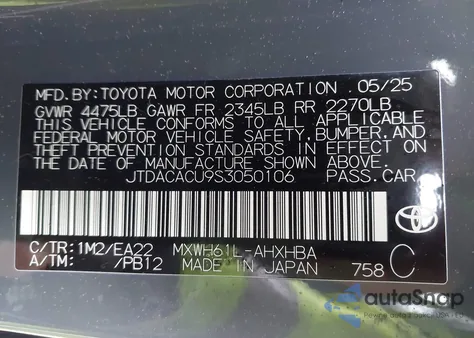 MFD. BY: TOYOTA MOTOR CORPORATION 05/25
GVWR 4475LB GAWR FR 2345LB RR 2270LB
THIS VEHICLE CONFORMS TO ALL APPLICABLE
FEDERAL MOTOR VEHICLE SAFETY, BUMPER, AND
THEFT PREVENTION STANDARDS IN EFFECT ON
THE DATE OF MANUFACTURE SHOWN ABOVE.
JTDACACU9S3050106 PASS. CAR
C/TR: 1M2/EA22 MXWH61L-AHXHBA
A/TM: /PB12 MADE IN JAPAN 758 C
TOYOTA
autoSnap